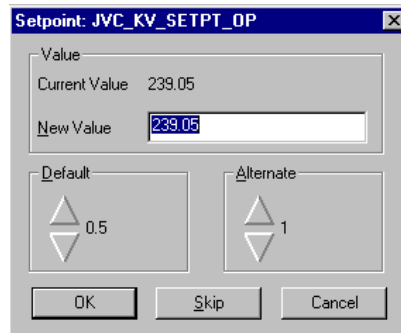 Setpoint: JVC_KV_SETPT_OP
Value
Current Value 239.05
New Value 239.05
Default Alternate
0.5 1
OK Skip Cancel